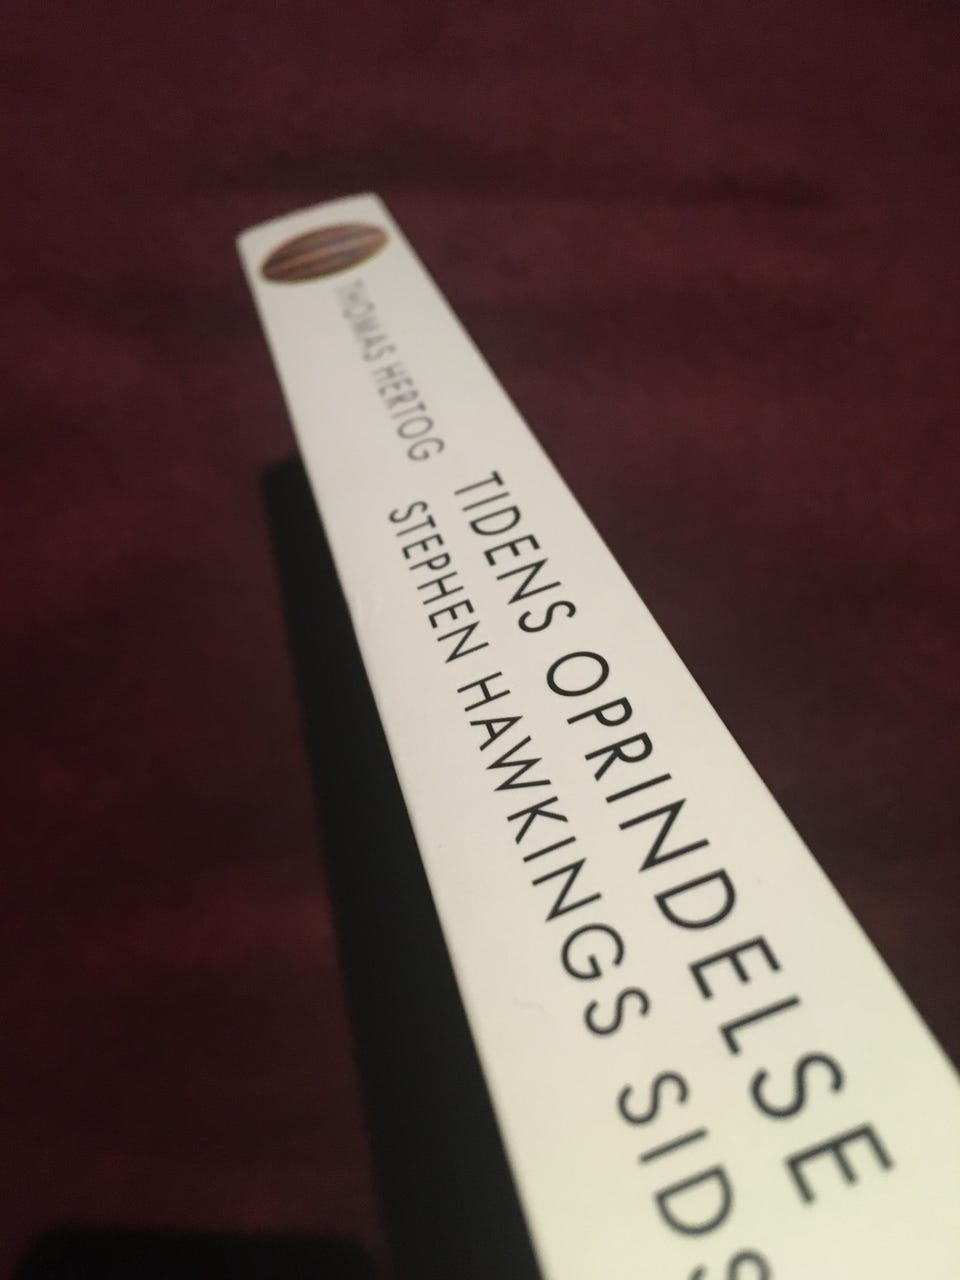 THOMAS HERTOG
TIDENS OPRINDELSE
STEPHEN HAWKINGS